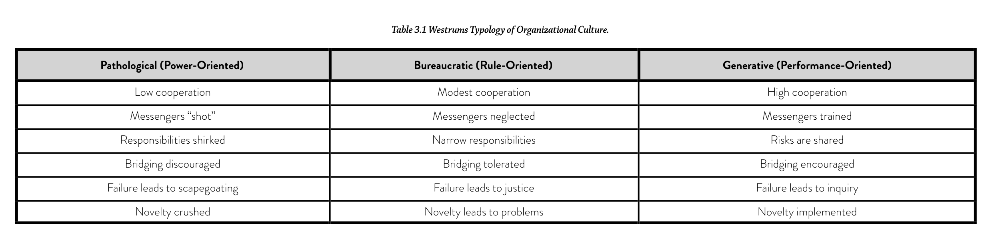 Table 3.1 Westrums Typology of Organizational Culture.
Pathological (Power-Oriented) Bureaucratic (Rule-Oriented) Generative (Performance-Oriented)
Low cooperation Modest cooperation High cooperation
Messengers “shot” Messengers neglected Messengers trained
Responsibilities shirked Narrow responsibilities Risks are shared
Bridging discouraged Bridging tolerated Bridging encouraged
Failure leads to scapegoating Failure leads to justice Failure leads to inquiry
Novelty crushed Novelty leads to problems Novelty implemented